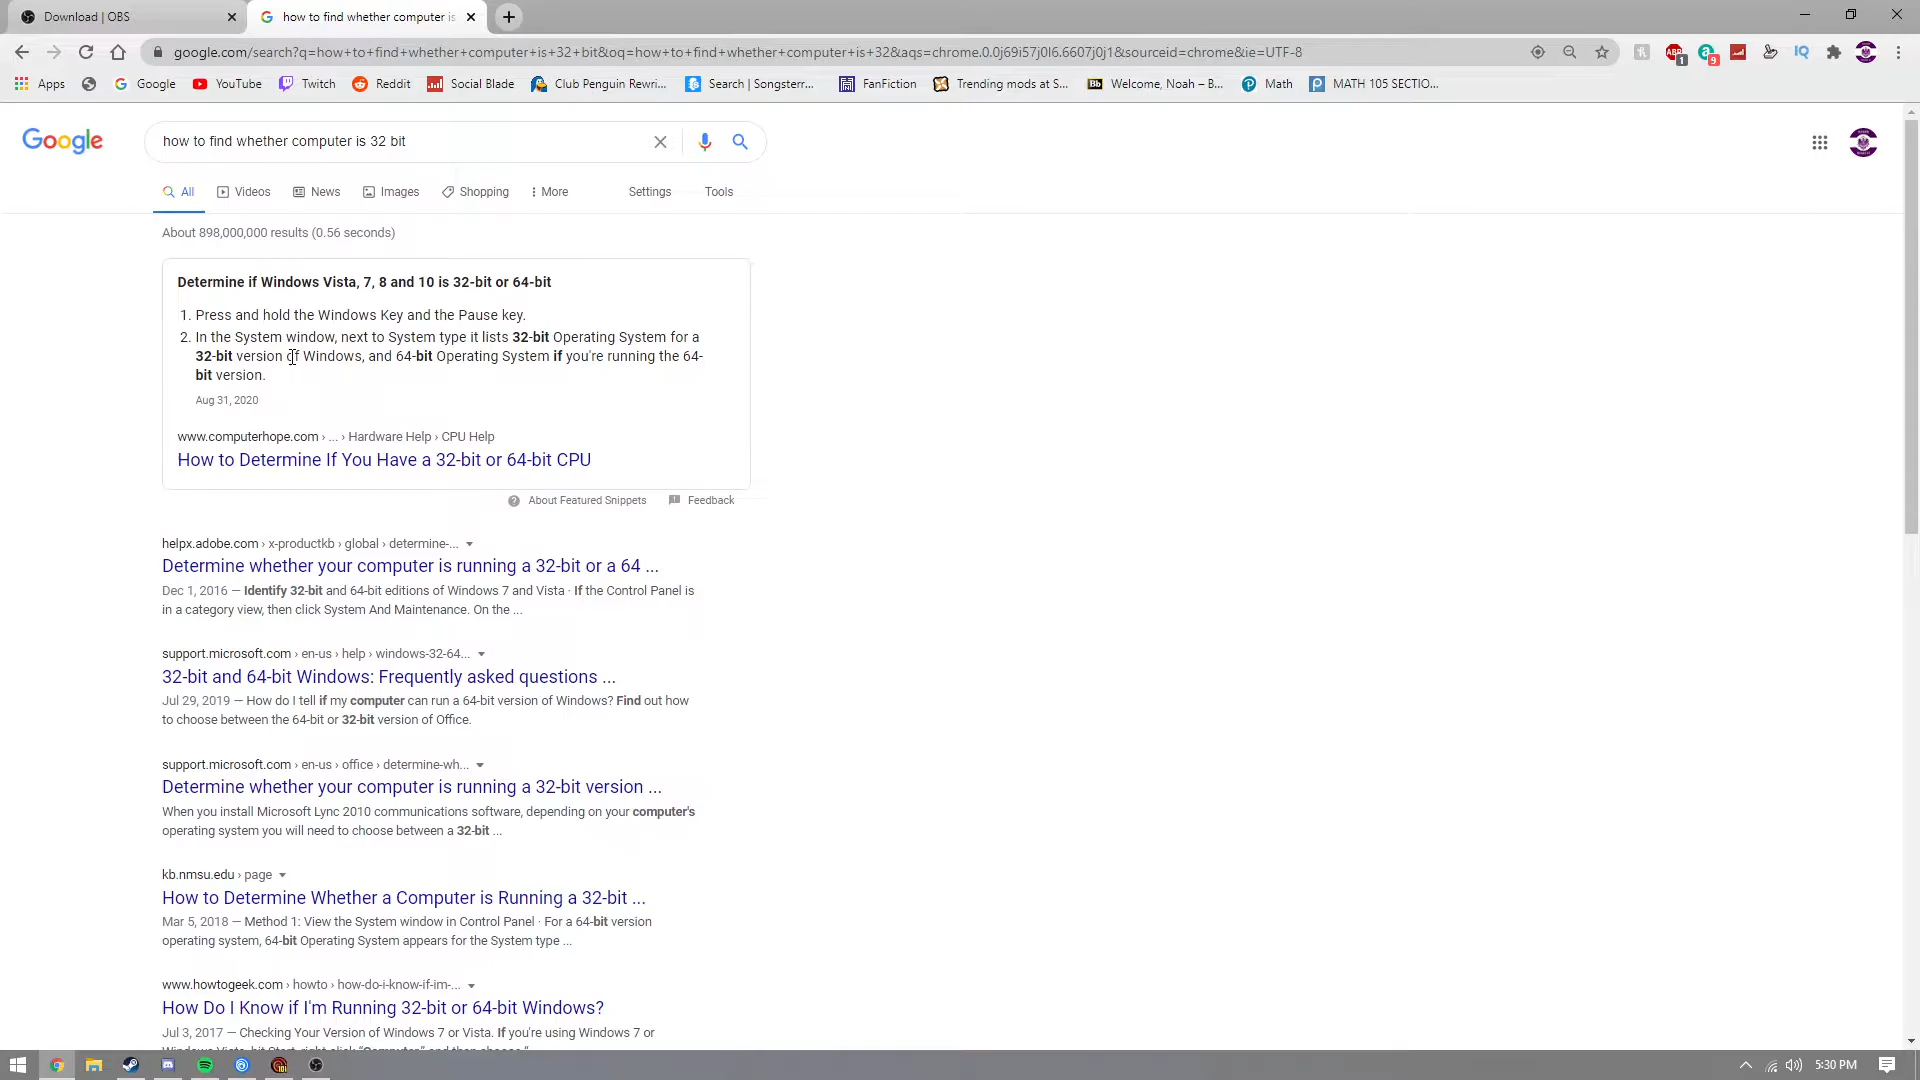 Download | OBS
how to find whether computer is
google.com/search?q=how+to+find+whether+computer+is+32+bit&oq=how+to+find+whether+computer+is+32&aqs=chrome.0.0j69i57j0l6.6607j0j1&sourceid=chrome&ie=UTF-8
ABP 1 9 IQ
Apps Google YouTube Twitch Reddit Social Blade Club Penguin Rewri... Search | Songsterr... FanFiction Trending mods at S... Bb Welcome, Noah – B... Math MATH 105 SECTIO...
Google how to find whether computer is 32 bit
All Videos News Images Shopping More Settings Tools
About 898,000,000 results (0.56 seconds)
Determine if Windows Vista, 7, 8 and 10 is 32-bit or 64-bit
1. Press and hold the Windows Key and the Pause key.
2. In the System window, next to System type it lists 32-bit Operating System for a
32-bit version of Windows, and 64-bit Operating System if you're running the 64-
bit version.
Aug 31, 2020
www.computerhope.com › ... › Hardware Help › CPU Help
How to Determine If You Have a 32-bit or 64-bit CPU
About Featured Snippets Feedback
helpx.adobe.com › x-productkb › global › determine-...
Determine whether your computer is running a 32-bit or a 64 ...
Dec 1, 2016 — Identify 32-bit and 64-bit editions of Windows 7 and Vista · If the Control Panel is
in a category view, then click System And Maintenance. On the ...
support.microsoft.com › en-us › help › windows-32-64...
32-bit and 64-bit Windows: Frequently asked questions ...
Jul 29, 2019 — How do I tell if my computer can run a 64-bit version of Windows? Find out how
to choose between the 64-bit or 32-bit version of Office.
support.microsoft.com › en-us › office › determine-wh...
Determine whether your computer is running a 32-bit version ...
When you install Microsoft Lync 2010 communications software, depending on your computer's
operating system you will need to choose between a 32-bit ...
kb.nmsu.edu › page
How to Determine Whether a Computer is Running a 32-bit ...
Mar 5, 2018 — Method 1: View the System window in Control Panel · For a 64-bit version
operating system, 64-bit Operating System appears for the System type ...
www.howtogeek.com › howto › how-do-i-know-if-im-...
How Do I Know if I'm Running 32-bit or 64-bit Windows?
Jul 3, 2017 — Checking Your Version of Windows 7 or Vista. If you're using Windows 7 or
5:30 PM